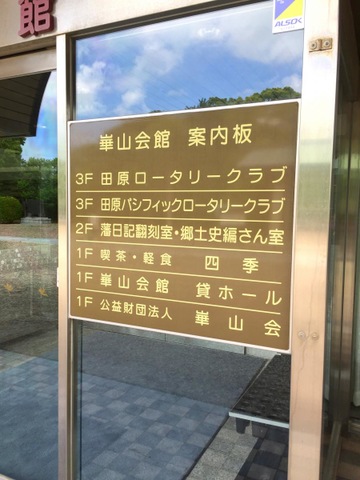 館
ALSOK
崋山会館 案内板
3F 田原ロータリークラブ
3F 田原パシフィックロータリークラブ
2F 藩日記翻刻室・郷土史編さん室
1F 喫茶・軽食 四季
1F 崋山会館 貸ホール
1F 公益財団法人 崋山会